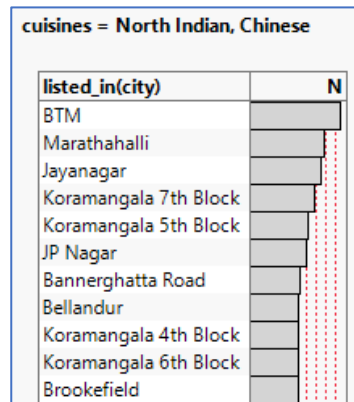 cuisines = North Indian, Chinese
listed_in(city) N
BTM
Marathahalli
Jayanagar
Koramangala 7th Block
Koramangala 5th Block
JP Nagar
Bannerghatta Road
Bellandur
Koramangala 4th Block
Koramangala 6th Block
Brookefield